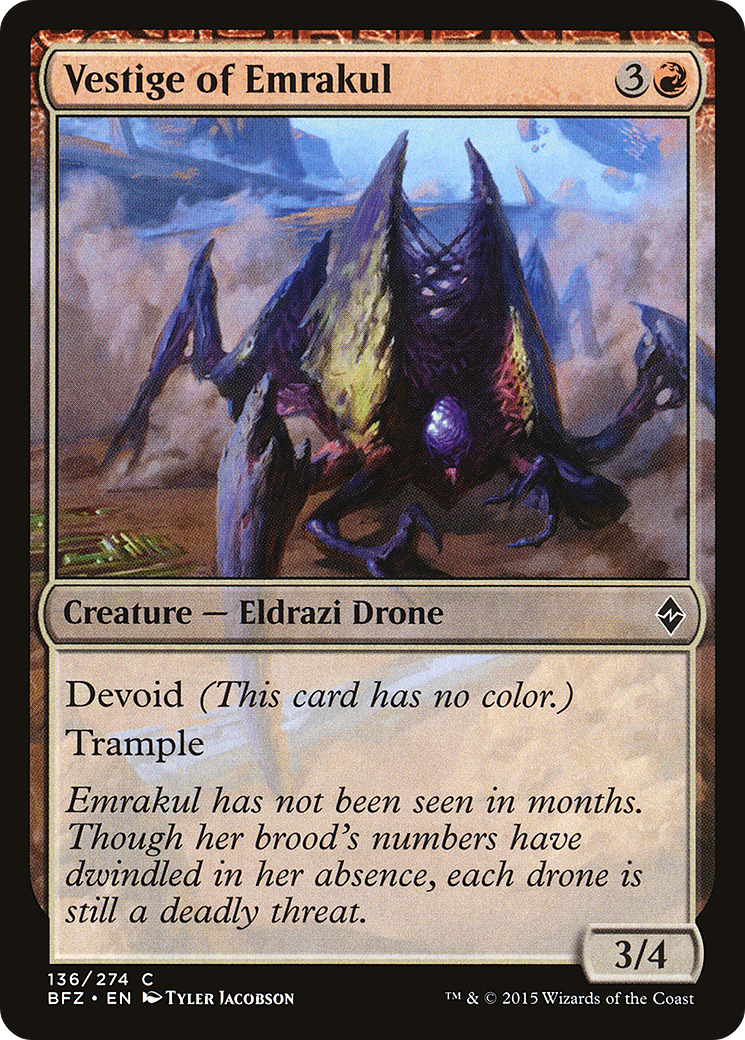 Vestige of Emrakul 3
Creature — Eldrazi Drone
Devoid (This card has no color.)
Trample
Emrakul has not been seen in months.
Though her brood's numbers have
dwindled in her absence, each drone is
still a deadly threat.
3/4
136/274 C
BFZ • EN Tyler Jacobson
™ & © 2015 Wizards of the Coast